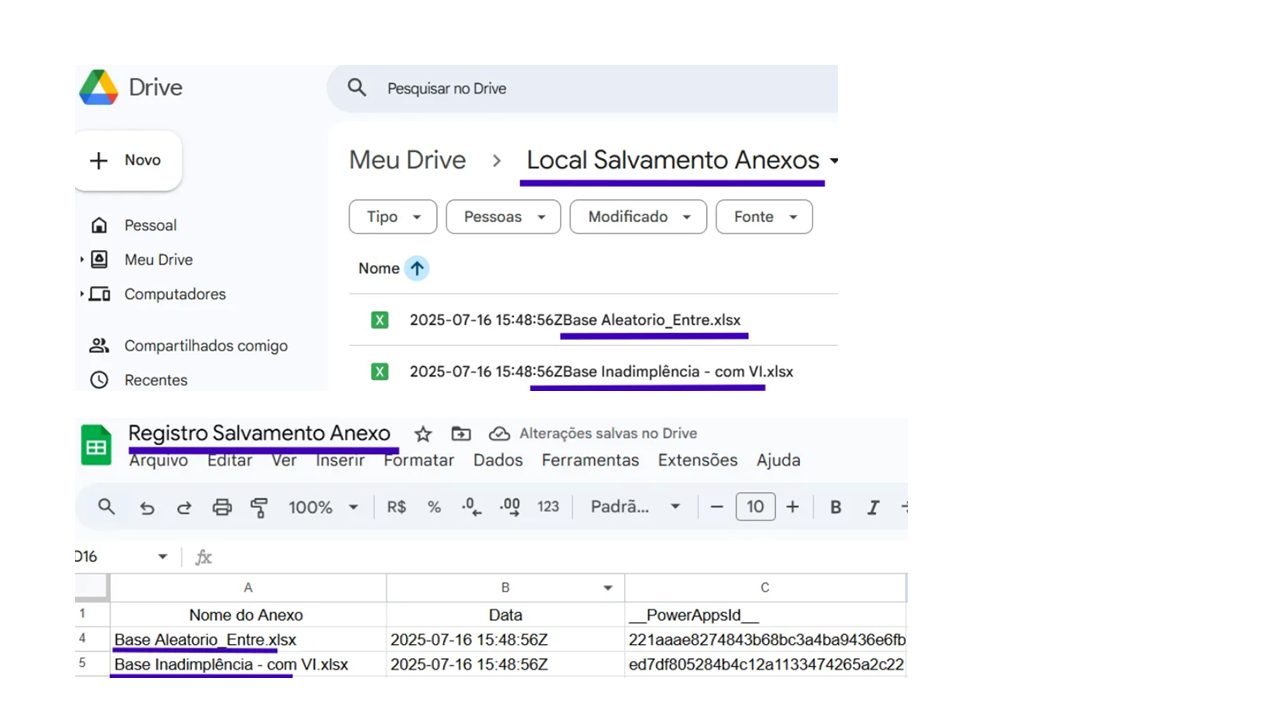 Drive
Pesquisar no Drive
Novo
Meu Drive > Local Salvamento Anexos
Tipo Pessoas Modificado Fonte
Pessoal
Meu Drive
Computadores
Compartilhados comigo
Recentes
Nome
X 2025-07-16 15:48:56ZBase Aleatorio_Entre.xlsx
X 2025-07-16 15:48:56ZBase Inadimplência - com VI.xlsx
Registro Salvamento Anexo Alterações salvas no Drive
Arquivo Editar Ver Inserir Formatar Dados Ferramentas Extensões Ajuda
100% R$ % .0 .00 123 Padrã... − 10 + B I
D16 fx
A B C
1 Nome do Anexo Data __PowerAppsId__
4 Base Aleatorio_Entre.xlsx 2025-07-16 15:48:56Z 221aaae8274843b68bc3a4ba9436e6fb
5 Base Inadimplência - com VI.xlsx 2025-07-16 15:48:56Z ed7df805284b4c12a1133474265a2c22